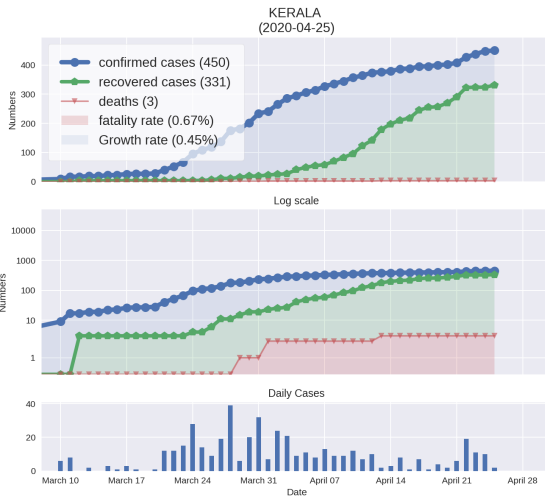 KERALA
(2020-04-25)
confirmed cases (450)
recovered cases (331)
deaths (3)
fatality rate (0.67%)
Growth rate (0.45%)
Numbers
400
300
200
100
0
Log scale
Numbers
10000
1000
100
10
1
Daily Cases
40
20
0
March 10 March 17 March 24 March 31 April 07 April 14 April 21 April 28
Date